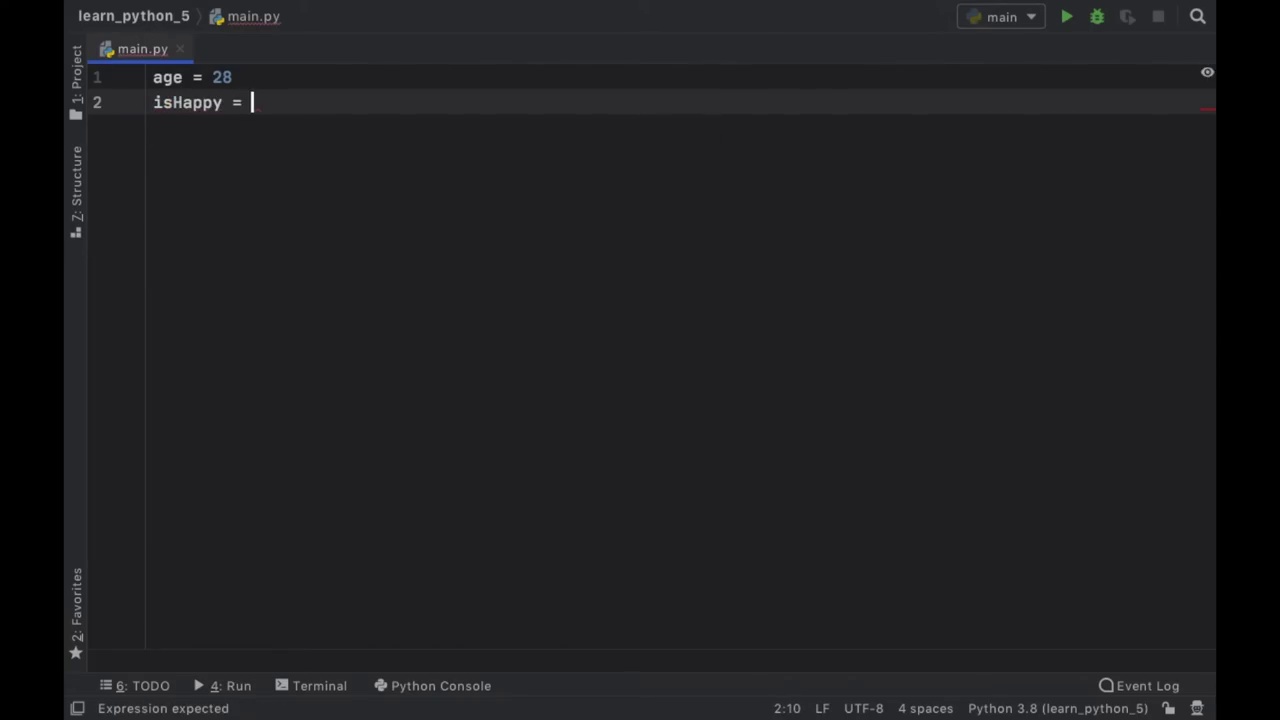 learn_python_5 main.py
main
main.py
1: Project
7: Structure
2: Favorites
1 age = 28
2 isHappy =
6: TODO 4: Run Terminal Python Console Event Log
Expression expected 2:10 LF UTF-8 4 spaces Python 3.8 (learn_python_5)